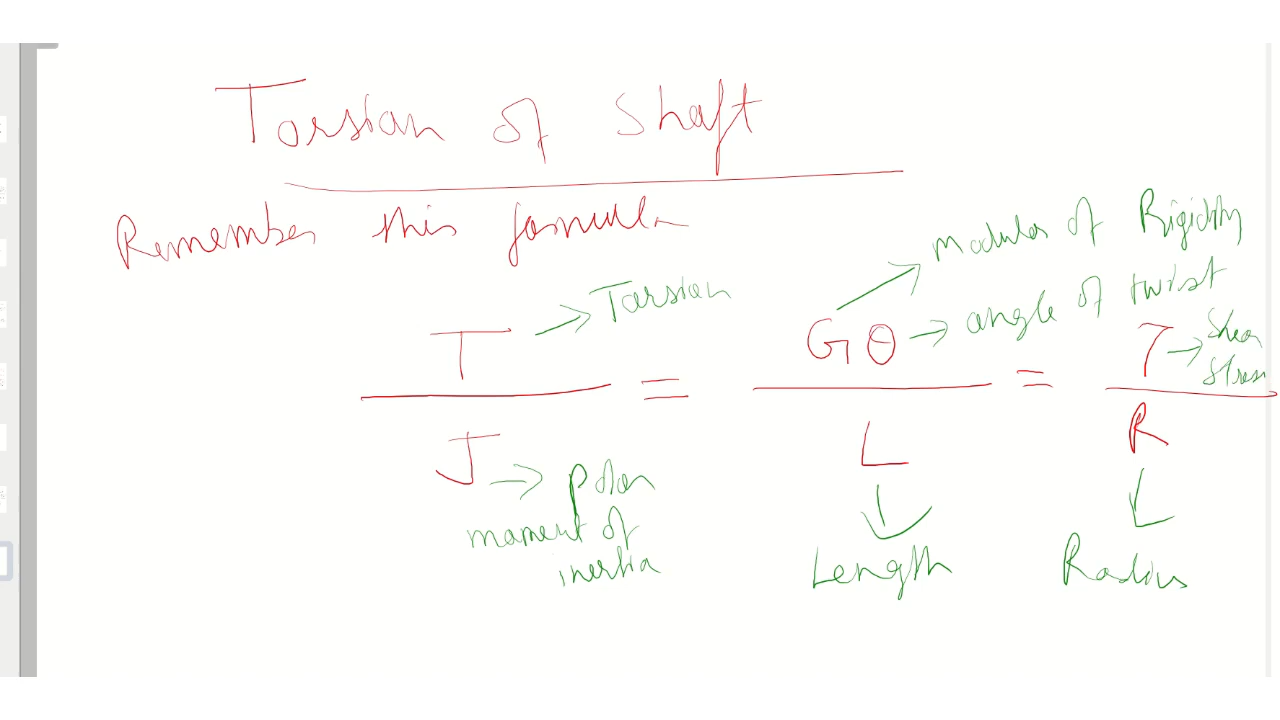 Torsion of Shaft
Remember this formula
T → Torsion
J → polar moment of inertia
=
Gθ
modulus of Rigidity
→ angle of twist
L
Length
=
τ → Shear Stress
R
Radius